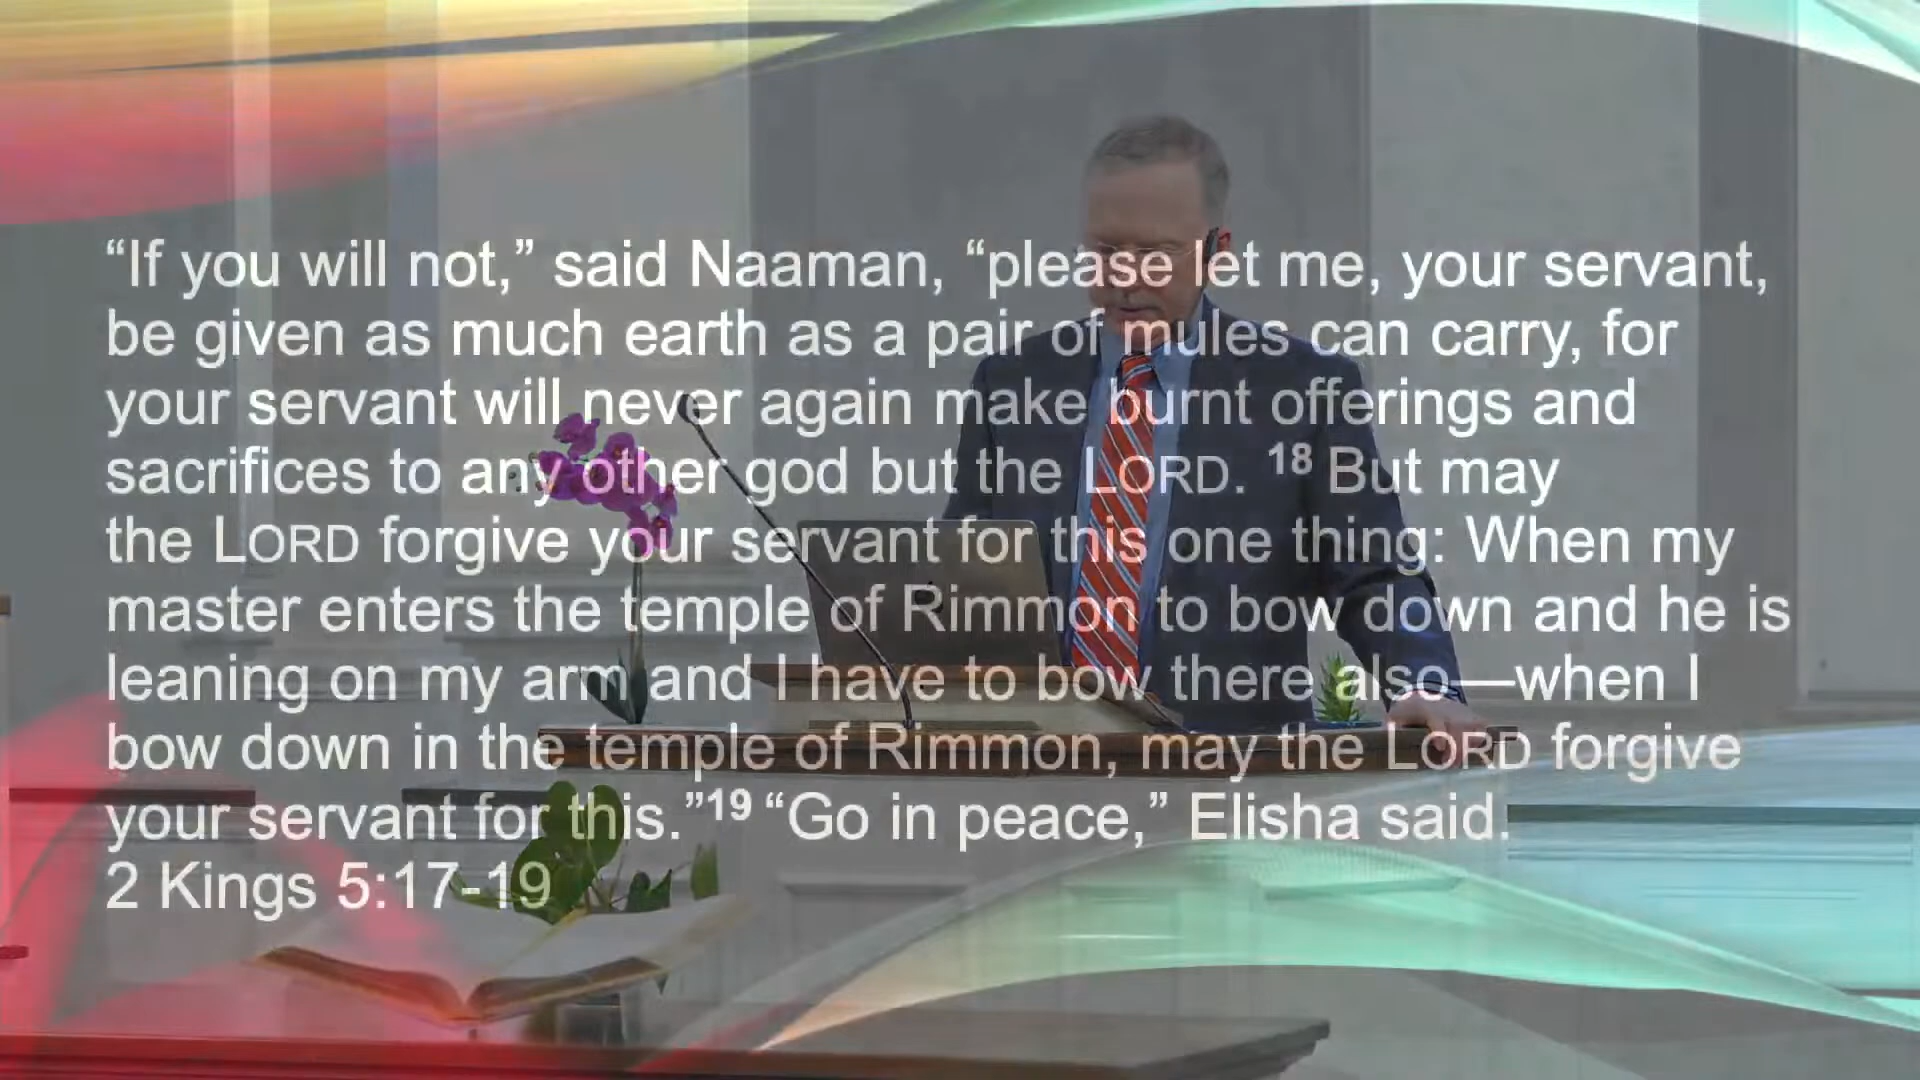 “If you will not,” said Naaman, “please let me, your servant,
be given as much earth as a pair of mules can carry, for
your servant will never again make burnt offerings and
sacrifices to any other god but the LORD. 18 But may
the LORD forgive your servant for this one thing: When my
master enters the temple of Rimmon to bow down and he is
leaning on my arm and I have to bow there also—when I
bow down in the temple of Rimmon, may the LORD forgive
your servant for this. ”19 “Go in peace,” Elisha said.
2 Kings 5:17-19